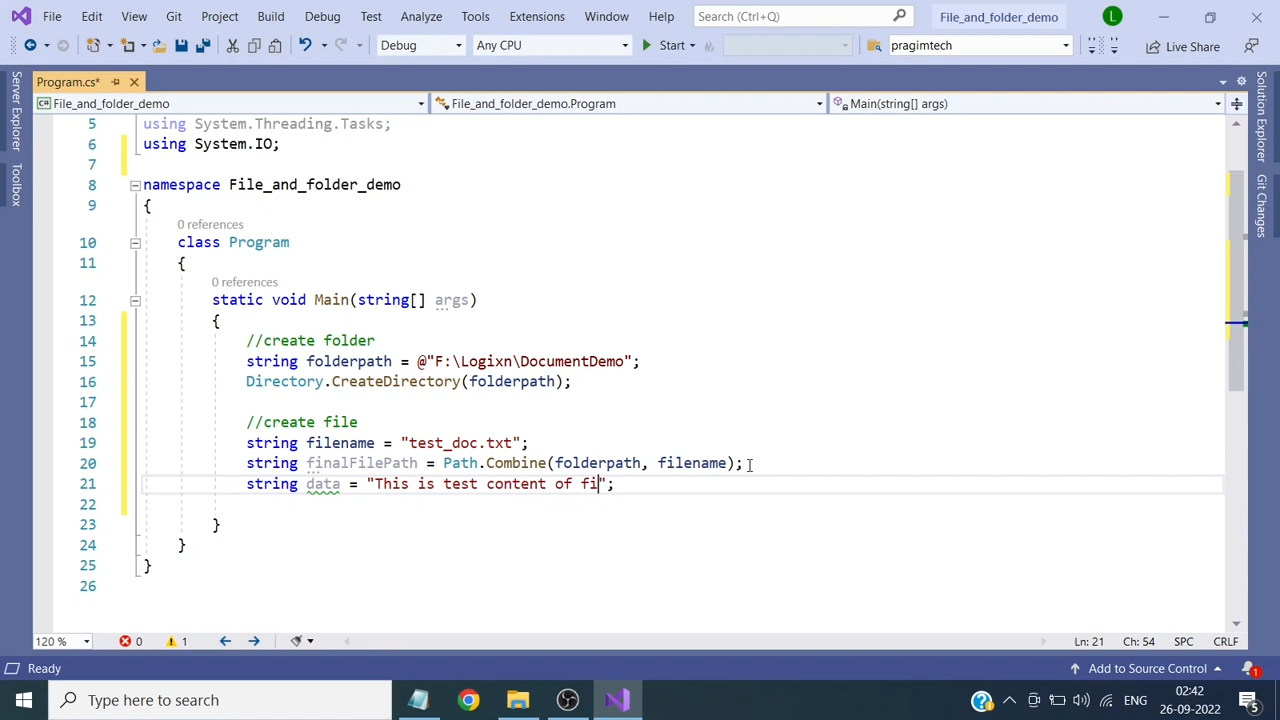 File Edit View Git Project Build Debug Test Analyze Tools Extensions Window Help Search (Ctrl+Q) File_and_folder_demo L
Debug Any CPU Start pragimtech Live Share
Program.cs*
File_and_folder_demo File_and_folder_demo.Program Main(string[] args)
Server Explorer
Toolbox
Solution Explorer
Git Changes
5 using System.Threading.Tasks;
6 using System.IO;
7
8 namespace File_and_folder_demo
9 {
0 references
10 class Program
11 {
0 references
12 static void Main(string[] args)
13 {
14 //create folder
15 string folderpath = @"F:\Logixn\DocumentDemo";
16 Directory.CreateDirectory(folderpath);
17
18 //create file
19 string filename = "test_doc.txt";
20 string finalFilePath = Path.Combine(folderpath, filename);
21 string data = "This is test content of fi";
22
23 }
24 }
25 }
26
120 % 0 1 Ln: 21 Ch: 54 SPC CRLF
Ready Add to Source Control 1
Type here to search ENG 02:42
26-09-2022 5